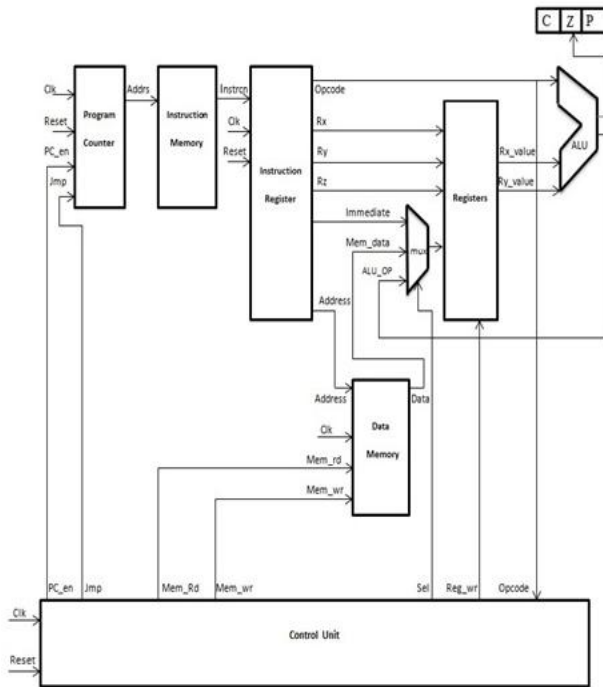 C Z P
Clk
Reset
PC_en
Jmp
Program
Counter
Addrs
Instruction
Memory
Instrcn
Clk
Reset
Instruction
Register
Opcode
Rx
Ry
Rz
Immediate
Mem_data
ALU_OP
mux
Address
Registers
Rx_value
Ry_value
ALU
Address
Data
Clk
Data
Memory
Mem_rd
Mem_wr
PC_en Jmp Mem_Rd Mem_wr Sel Reg_wr Opcode
Clk
Reset
Control Unit